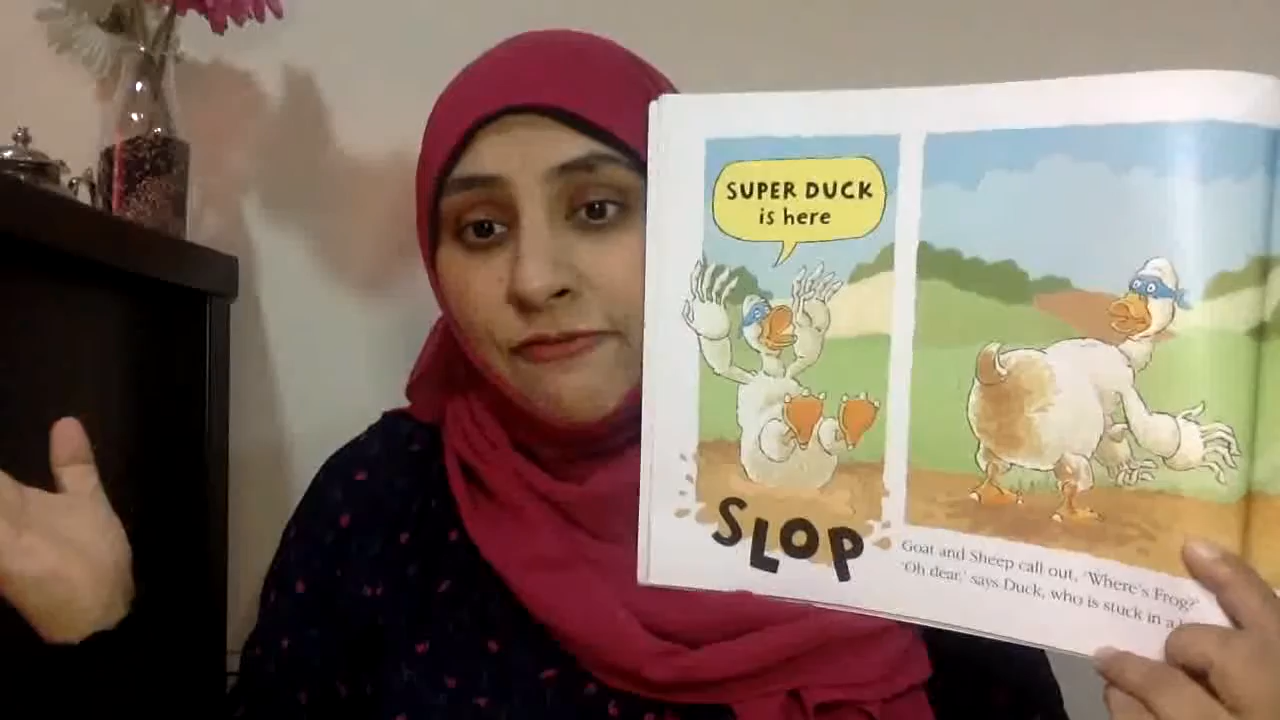 SUPER DUCK
is here
SLOP
Goat and Sheep call out, 'Where's Frog?'
'Oh dear,' says Duck, who is stuck in a